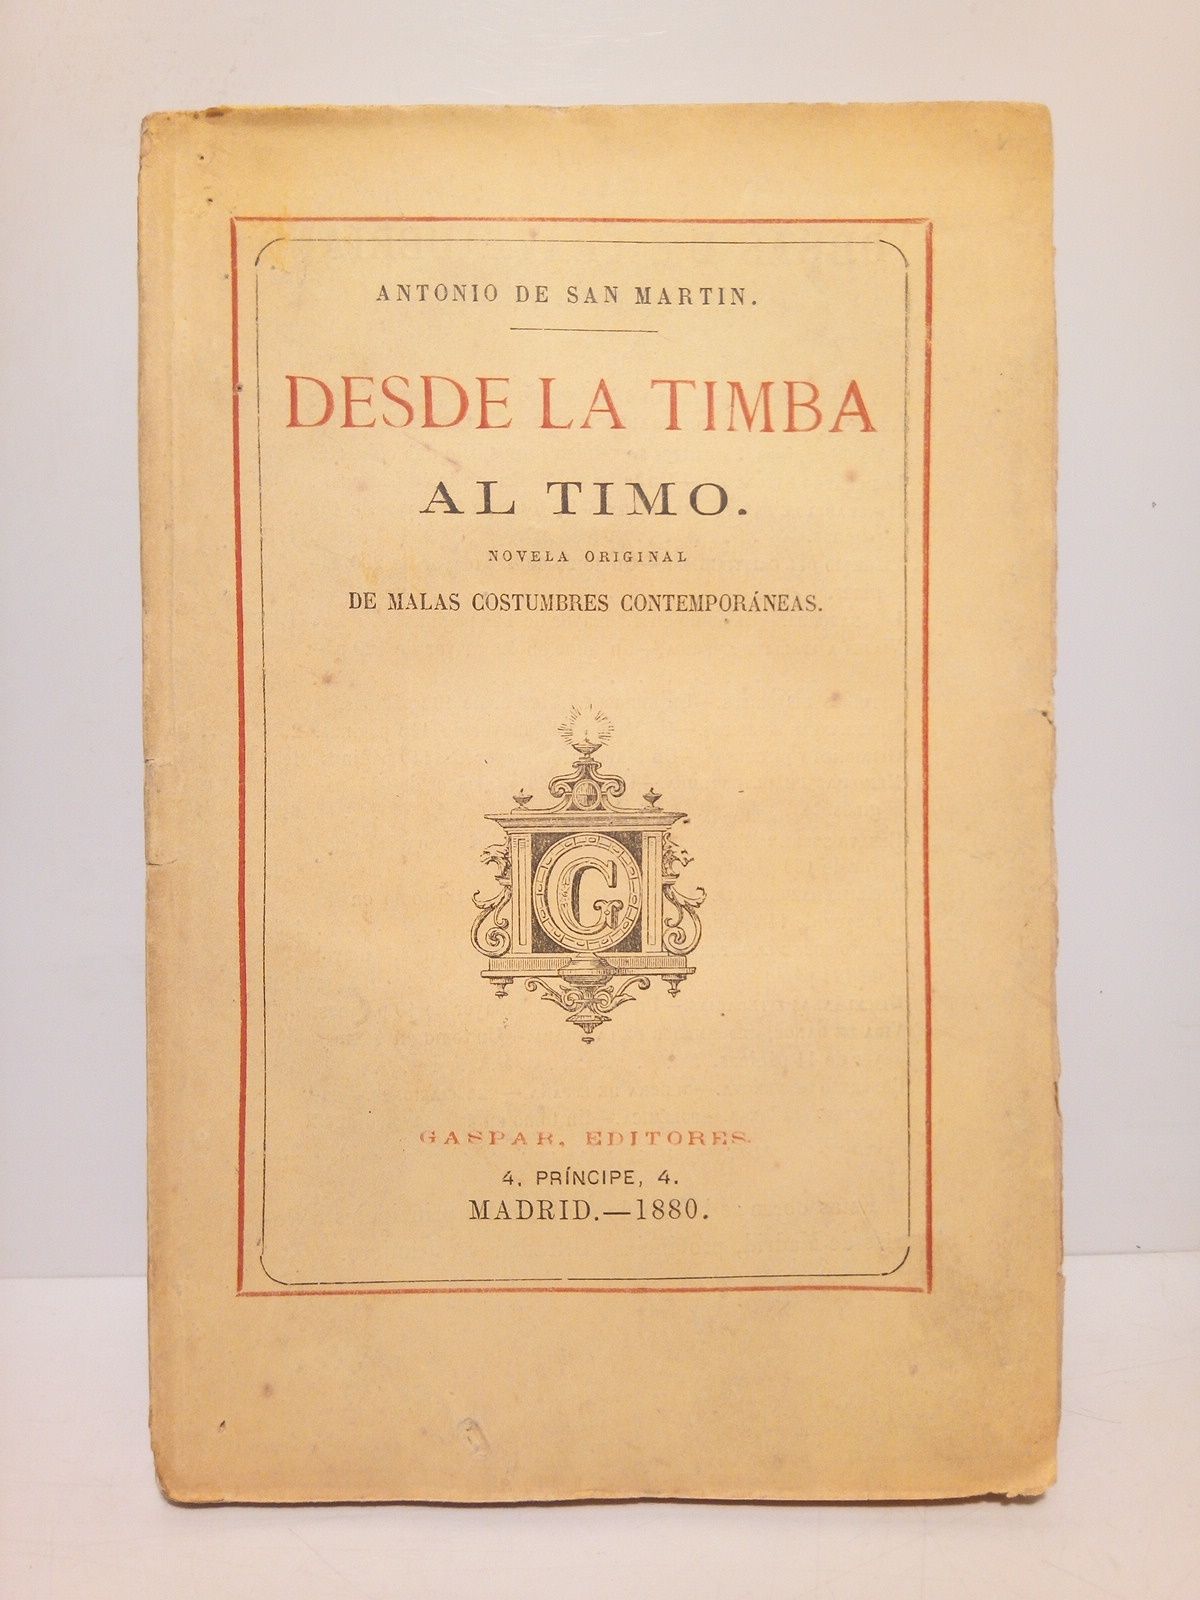 ANTONIO DE SAN MARTIN.
DESDE LA TIMBA
AL TIMO.
NOVELA ORIGINAL
DE MALAS COSTUMBRES CONTEMPORÁNEAS.
G
GASPAR, EDITORES.
4, PRÍNCIPE, 4.
MADRID.—1880.